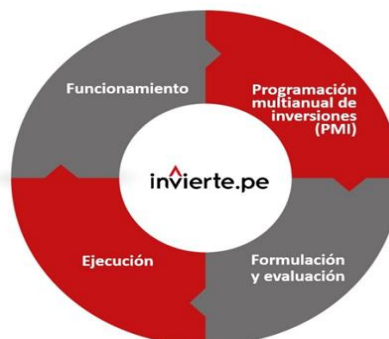 Funcionamiento
Programación
multianual de
inversiones
(PMI)
invierte.pe
Ejecución
Formulación
y evaluación